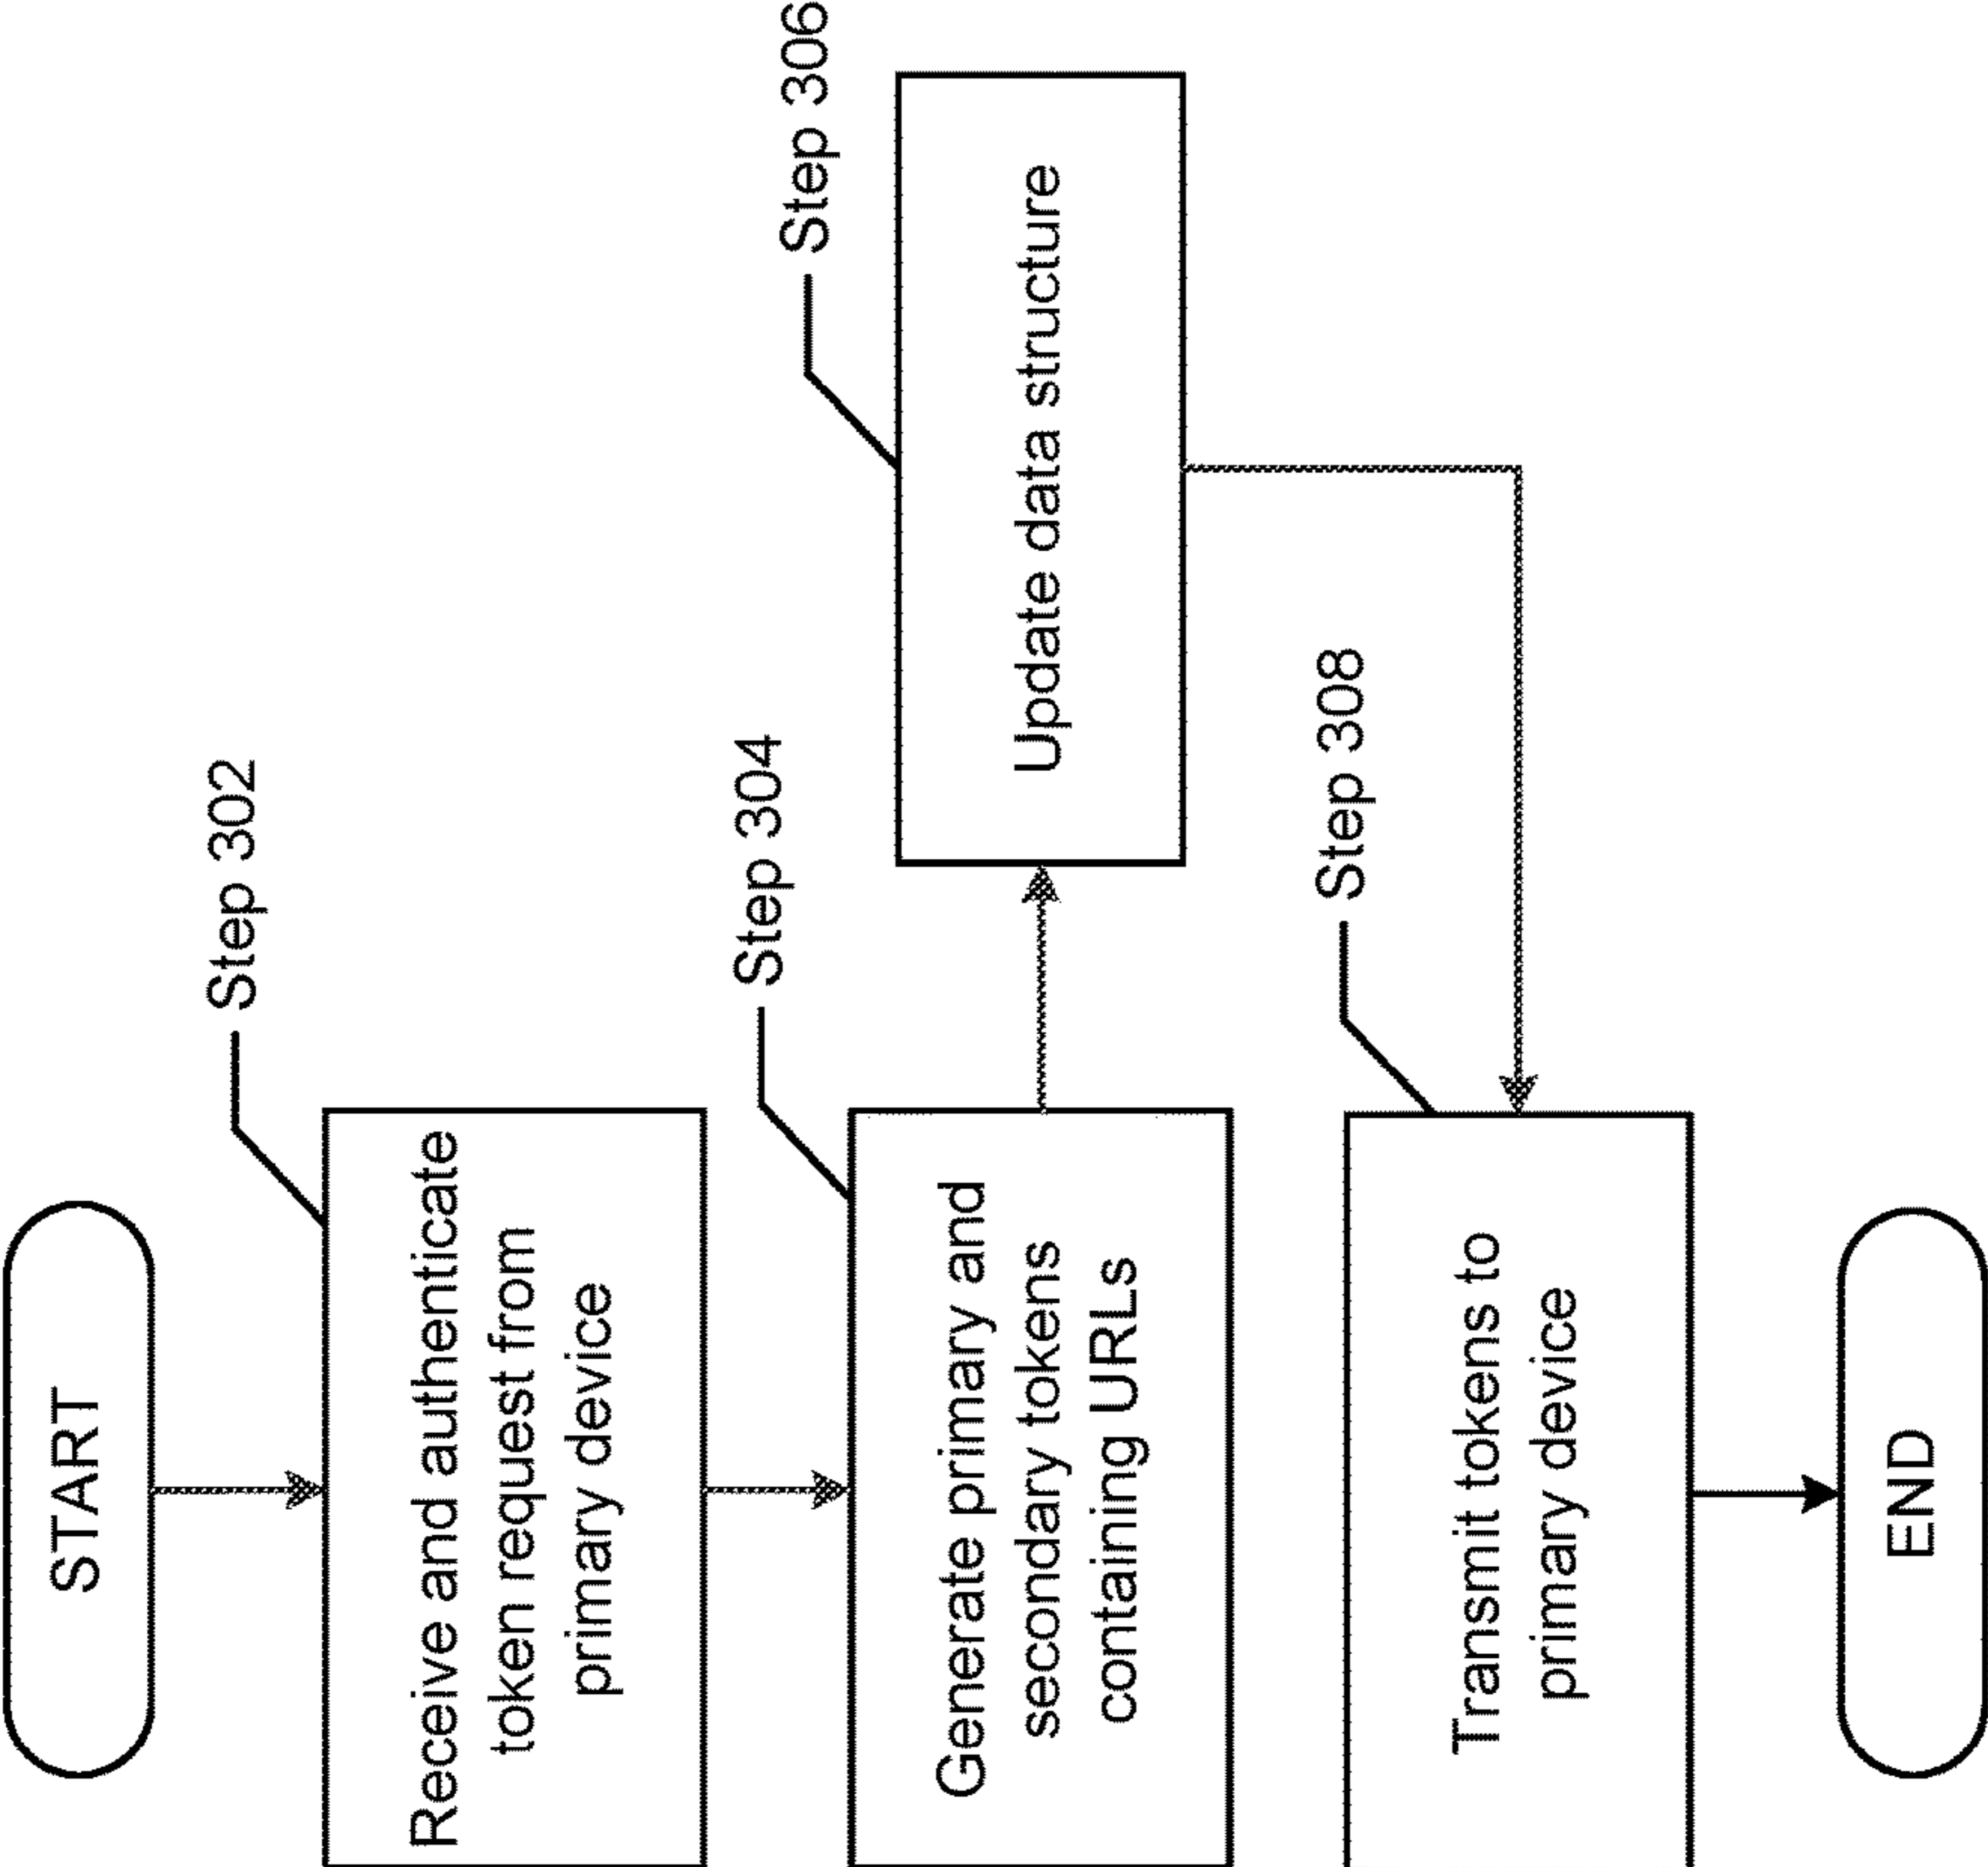 START
Step 302
Receive and authenticate
token request from
primary device
Step 304
Generate primary and
secondary tokens
containing URLs
Step 306
Update data structure
Step 308
Transmit tokens to
primary device
END